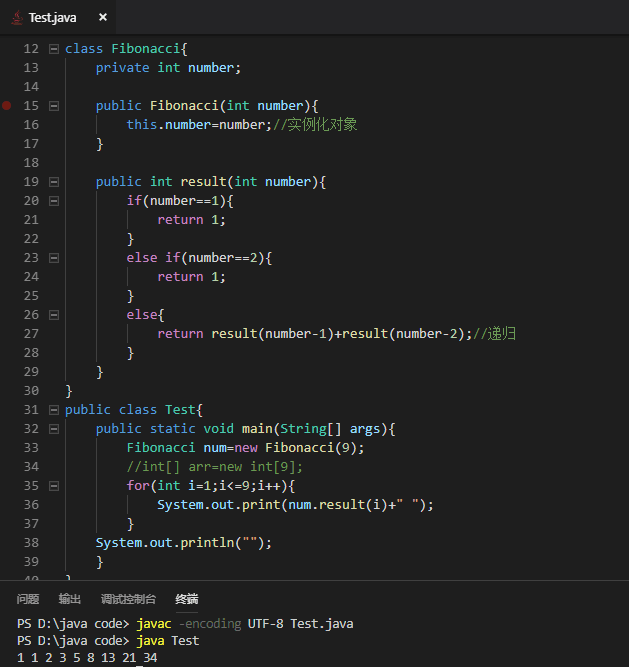 Test.java ×
12 class Fibonacci{
13 private int number;
14
15 public Fibonacci(int number){
16 this.number=number;//实例化对象
17 }
18
19 public int result(int number){
20 if(number==1){
21 return 1;
22 }
23 else if(number==2){
24 return 1;
25 }
26 else{
27 return result(number-1)+result(number-2);//递归
28 }
29 }
30 }
31 public class Test{
32 public static void main(String[] args){
33 Fibonacci num=new Fibonacci(9);
34 //int[] arr=new int[9];
35 for(int i=1;i<=9;i++){
36 System.out.print(num.result(i)+" ");
37 }
38 System.out.println("");
39 }
40 }
问题 输出 调试控制台 终端
PS D:\java code> javac -encoding UTF-8 Test.java
PS D:\java code> java Test
1 1 2 3 5 8 13 21 34